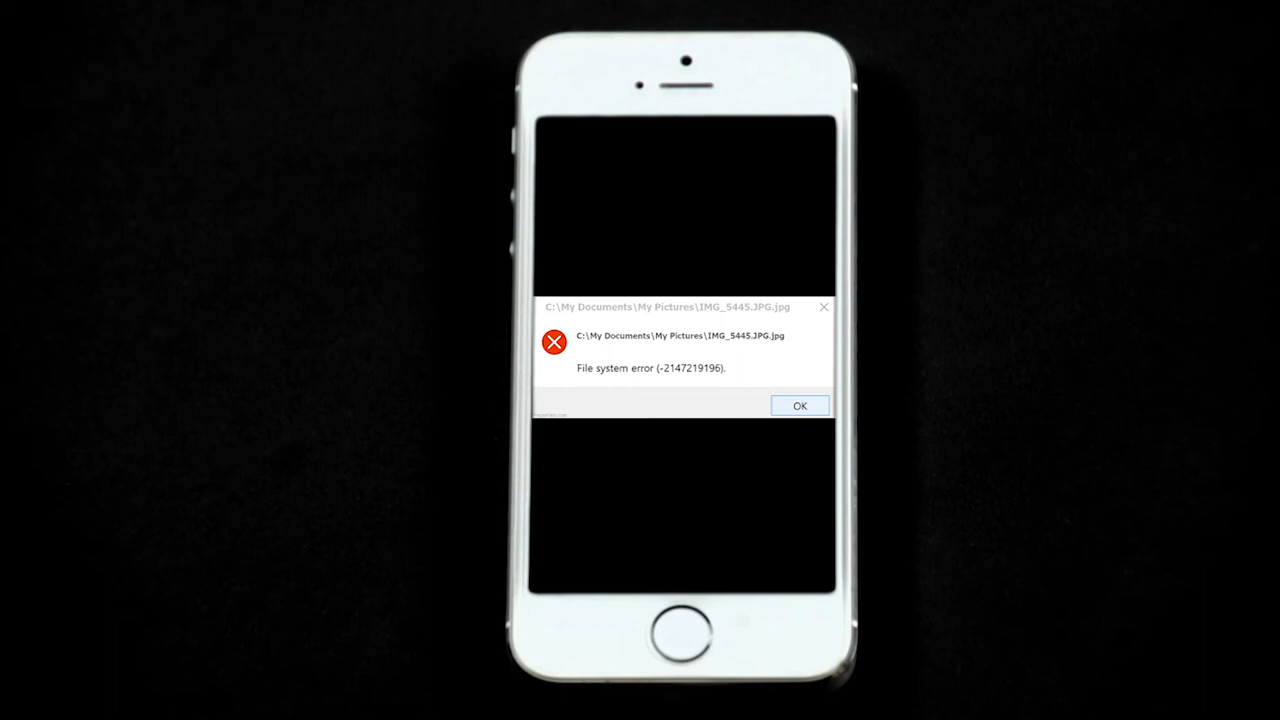 C:\My Documents\My Pictures\IMG_5445.JPG.jpg
C:\My Documents\My Pictures\IMG_5445.JPG.jpg
File system error (-2147219196).
OK